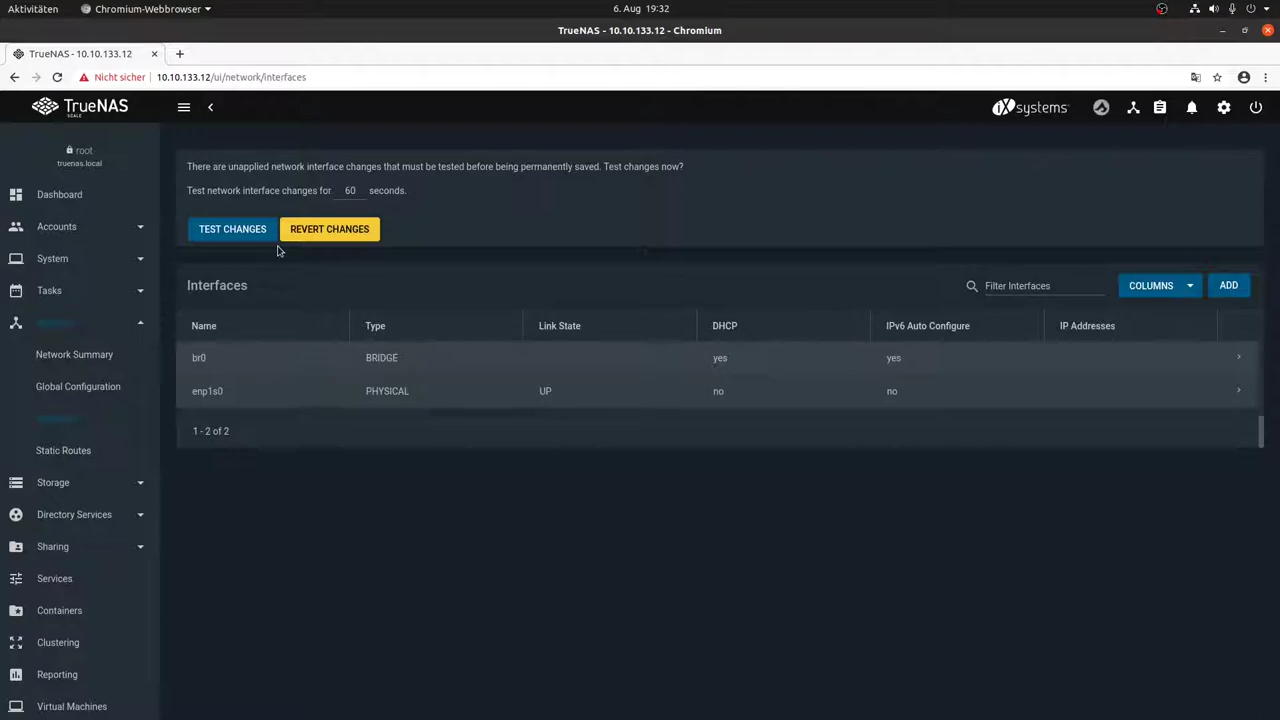 Aktivitäten Chromium-Webbrowser 6. Aug 19:32
TrueNAS - 10.10.133.12 - Chromium
TrueNAS - 10.10.133.12
Nicht sicher 10.10.133.12/ui/network/interfaces
TrueNAS SCALE iXsystems
root
truenas.local
Dashboard
Accounts
System
Tasks
Network Summary
Global Configuration
Static Routes
Storage
Directory Services
Sharing
Services
Containers
Clustering
Reporting
Virtual Machines
There are unapplied network interface changes that must be tested before being permanently saved. Test changes now?
Test network interface changes for 60 seconds.
TEST CHANGES REVERT CHANGES
Interfaces Filter Interfaces COLUMNS ADD
Name Type Link State DHCP IPv6 Auto Configure IP Addresses
br0 BRIDGE yes yes
enp1s0 PHYSICAL UP no no
1 - 2 of 2